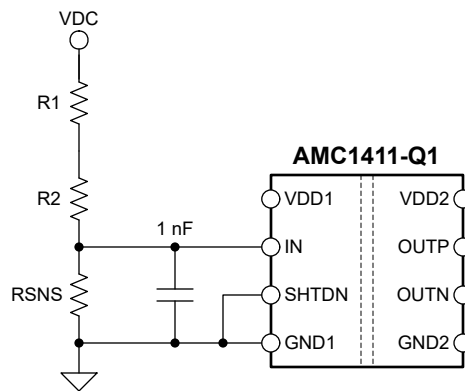 VDC
R1
R2
RSNS
1 nF
AMC1411-Q1
VDD1
VDD2
IN
OUTP
SHTDN
OUTN
GND1
GND2